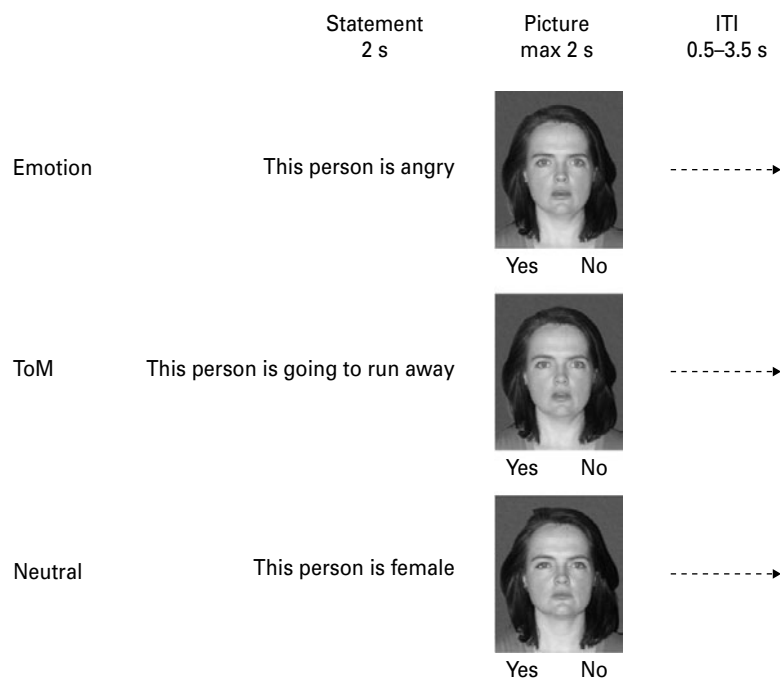 Statement Picture ITI
2 s max 2 s 0.5–3.5 s
Emotion This person is angry
Yes No
ToM This person is going to run away
Yes No
Neutral This person is female
Yes No